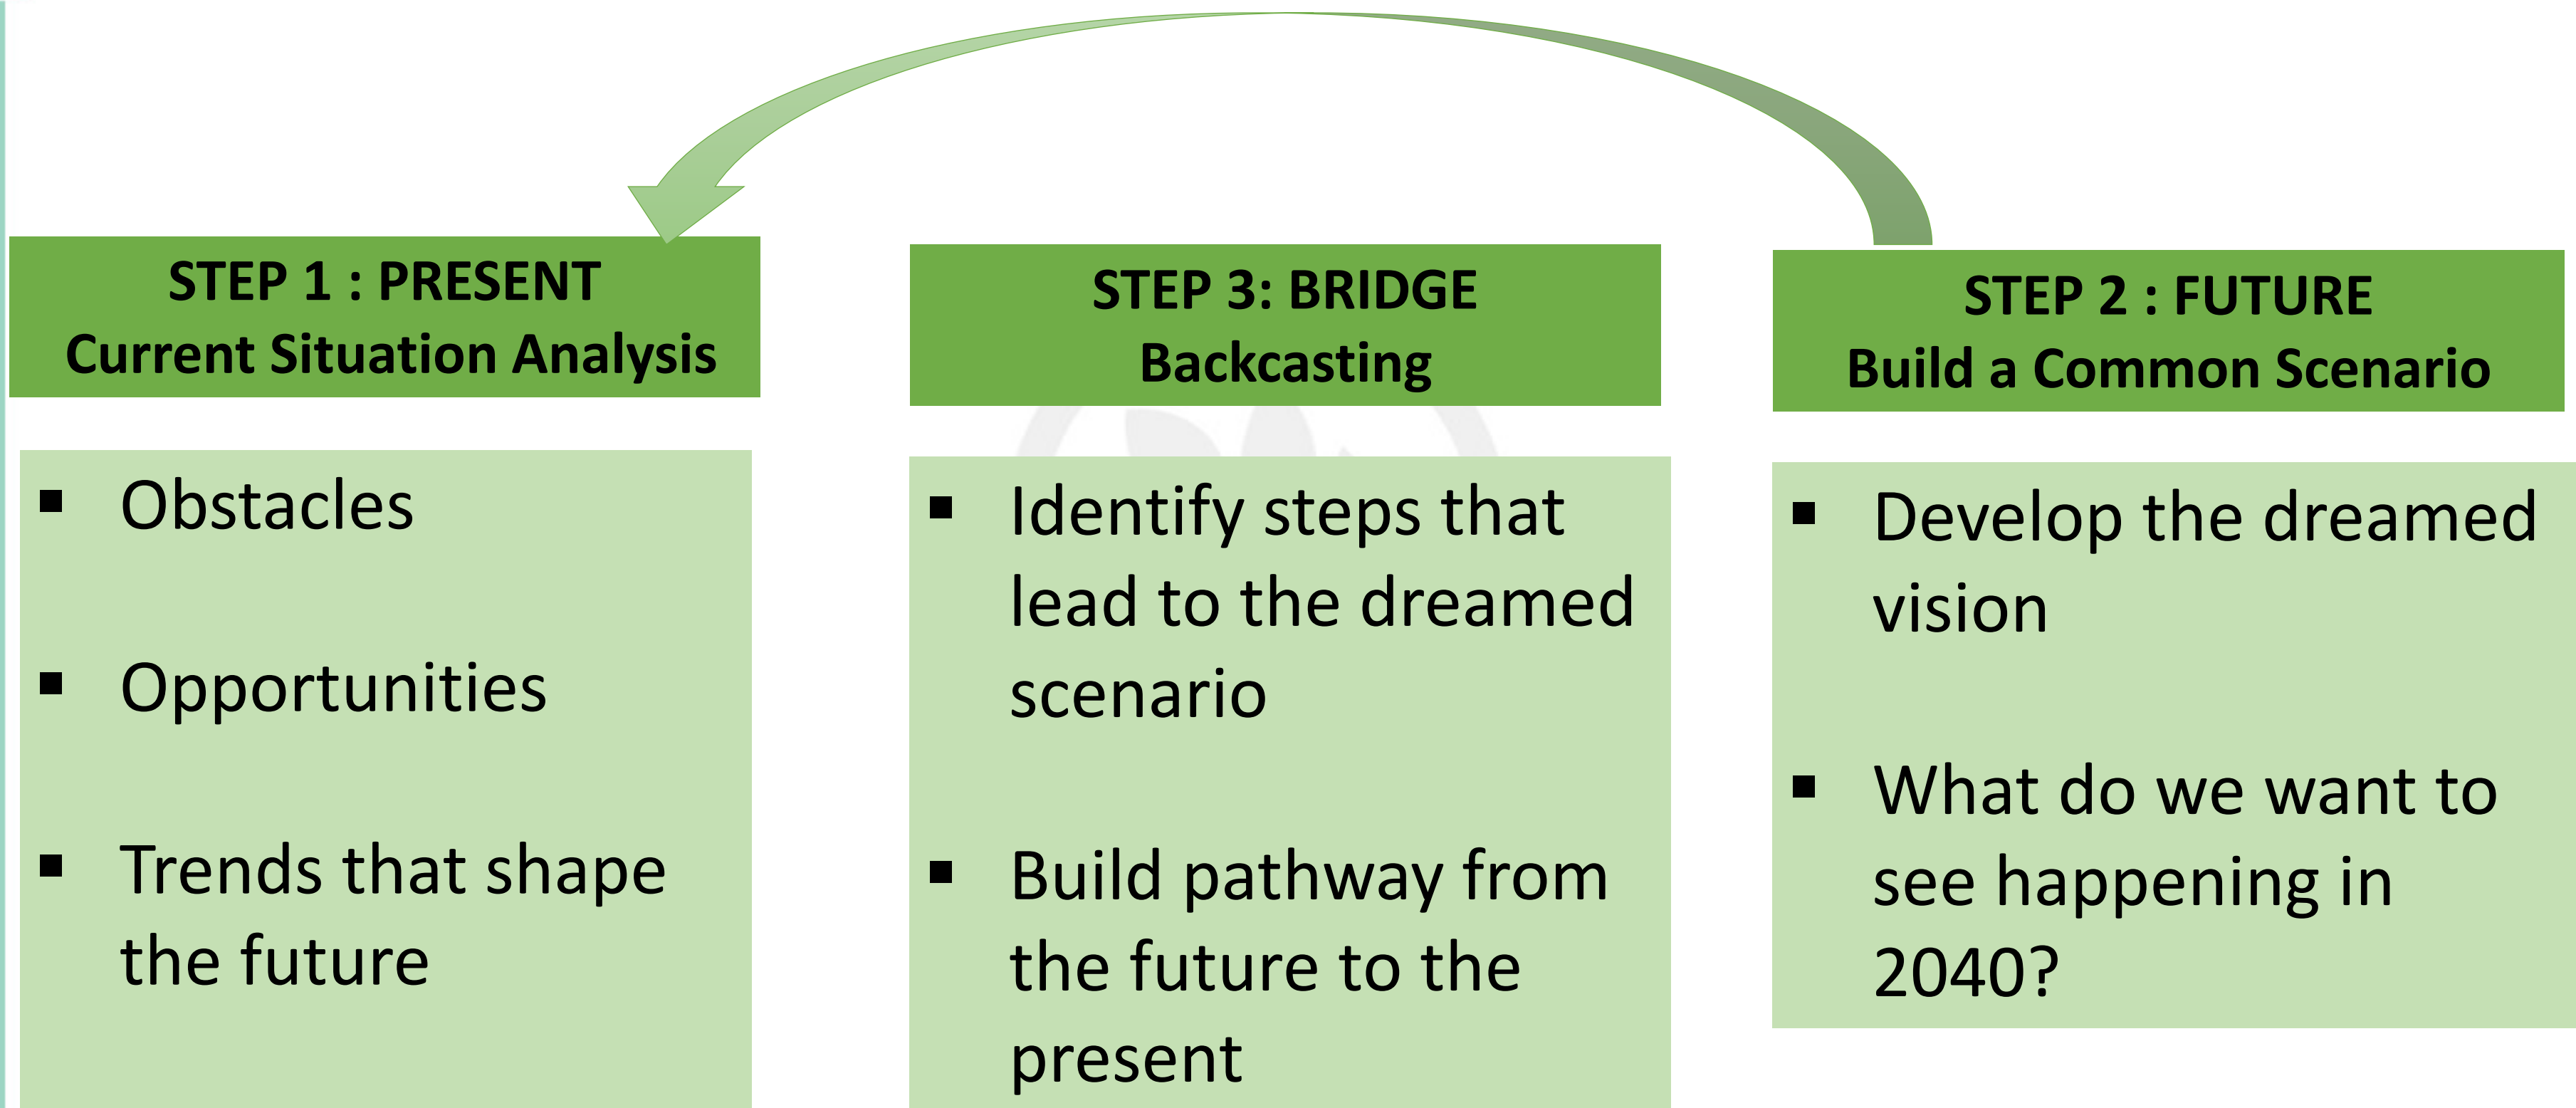 STEP 1 : PRESENT
Current Situation Analysis
▪ Obstacles
▪ Opportunities
▪ Trends that shape
the future
STEP 3: BRIDGE
Backcasting
▪ Identify steps that
lead to the dreamed
scenario
▪ Build pathway from
the future to the
present
STEP 2 : FUTURE
Build a Common Scenario
▪ Develop the dreamed
vision
▪ What do we want to
see happening in
2040?